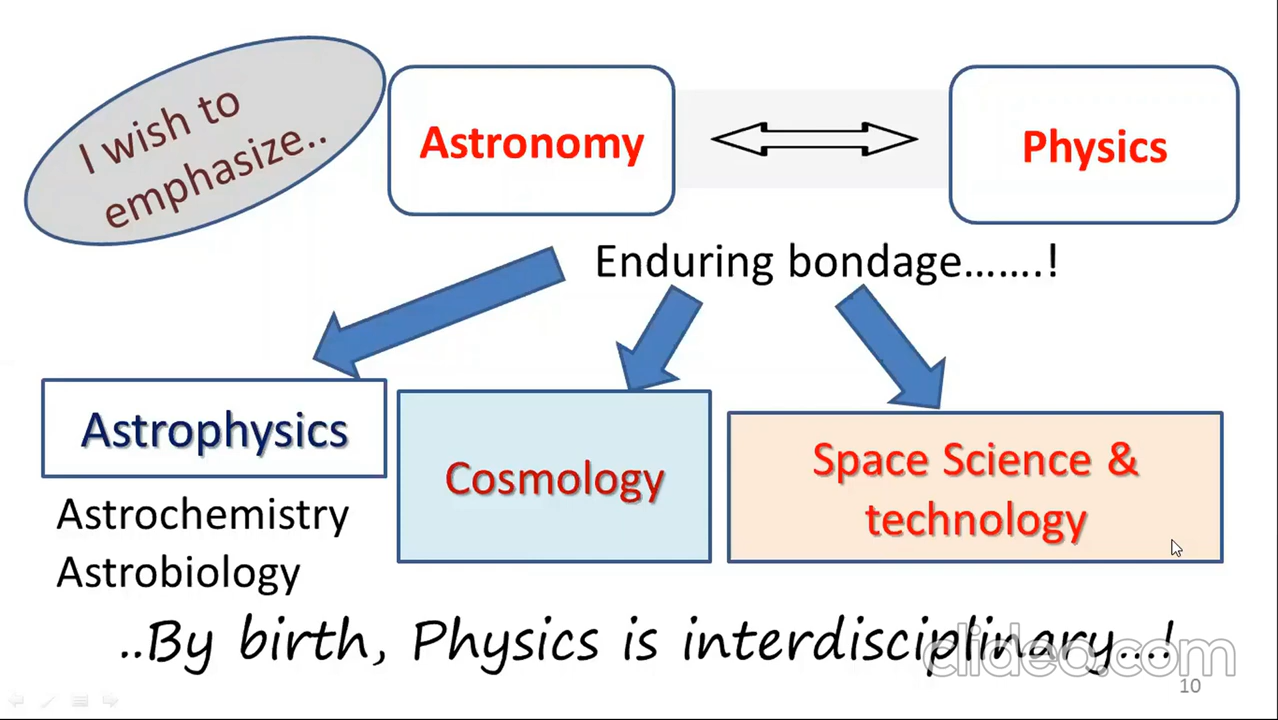 I wish to
emphasize..
Astronomy
Physics
Enduring bondage…….!
Astrophysics
Astrochemistry
Astrobiology
Cosmology
Space Science &
technology
..By birth, Physics is interdisciplinary….!
clideo.com
10